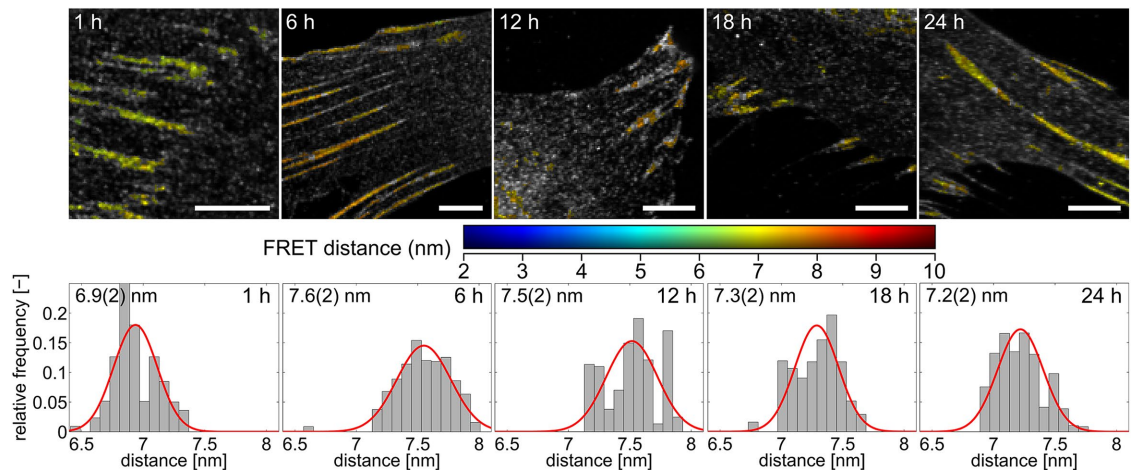 1 h 6 h 12 h 18 h 24 h
FRET distance (nm)
2 3 4 5 6 7 8 9 10
relative frequency [–]
0.2
0.15
0.1
0.05
0
6.9(2) nm 1 h
7.6(2) nm 6 h
7.5(2) nm 12 h
7.3(2) nm 18 h
7.2(2) nm 24 h
6.5 7 7.5 8
6.5 7 7.5 8
6.5 7 7.5 8
6.5 7 7.5 8
6.5 7 7.5 8
distance [nm] distance [nm] distance [nm] distance [nm] distance [nm]